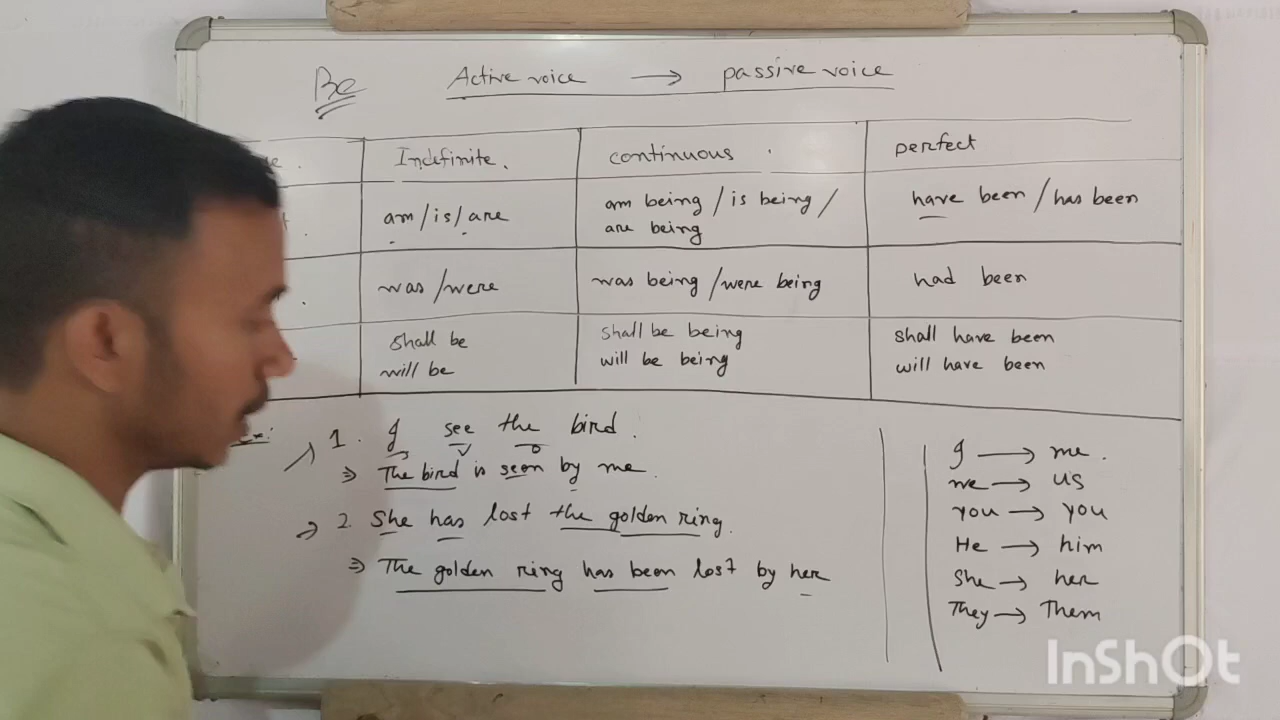 Be Active voice → passive voice
Indefinite. continuous. perfect
am/is/are am being / is being / have been / has been
are being
was/were was being / were being had been
shall be shall be being shall have been
will be will be being will have been
Ex:
1. I see the bird.
⇒ The bird is seen by me.
2. She has lost the golden ring.
⇒ The golden ring has been lost by her
I → me.
we → us
you → you
He → him
She → her
They → Them
InShOt